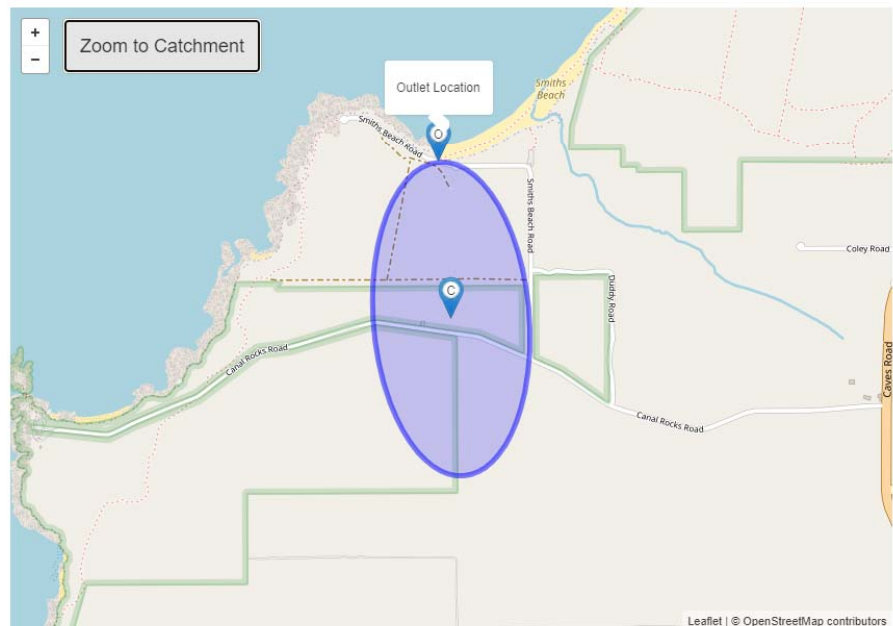 +
−
Zoom to Catchment
Outlet Location
O
Smiths
Beach
Smiths Beach Road
Smiths Beach Road
Coley Road
C
Duddy Road
Canal Rocks Road
Canal Rocks Road
Caves Road
Leaflet | © OpenStreetMap contributors